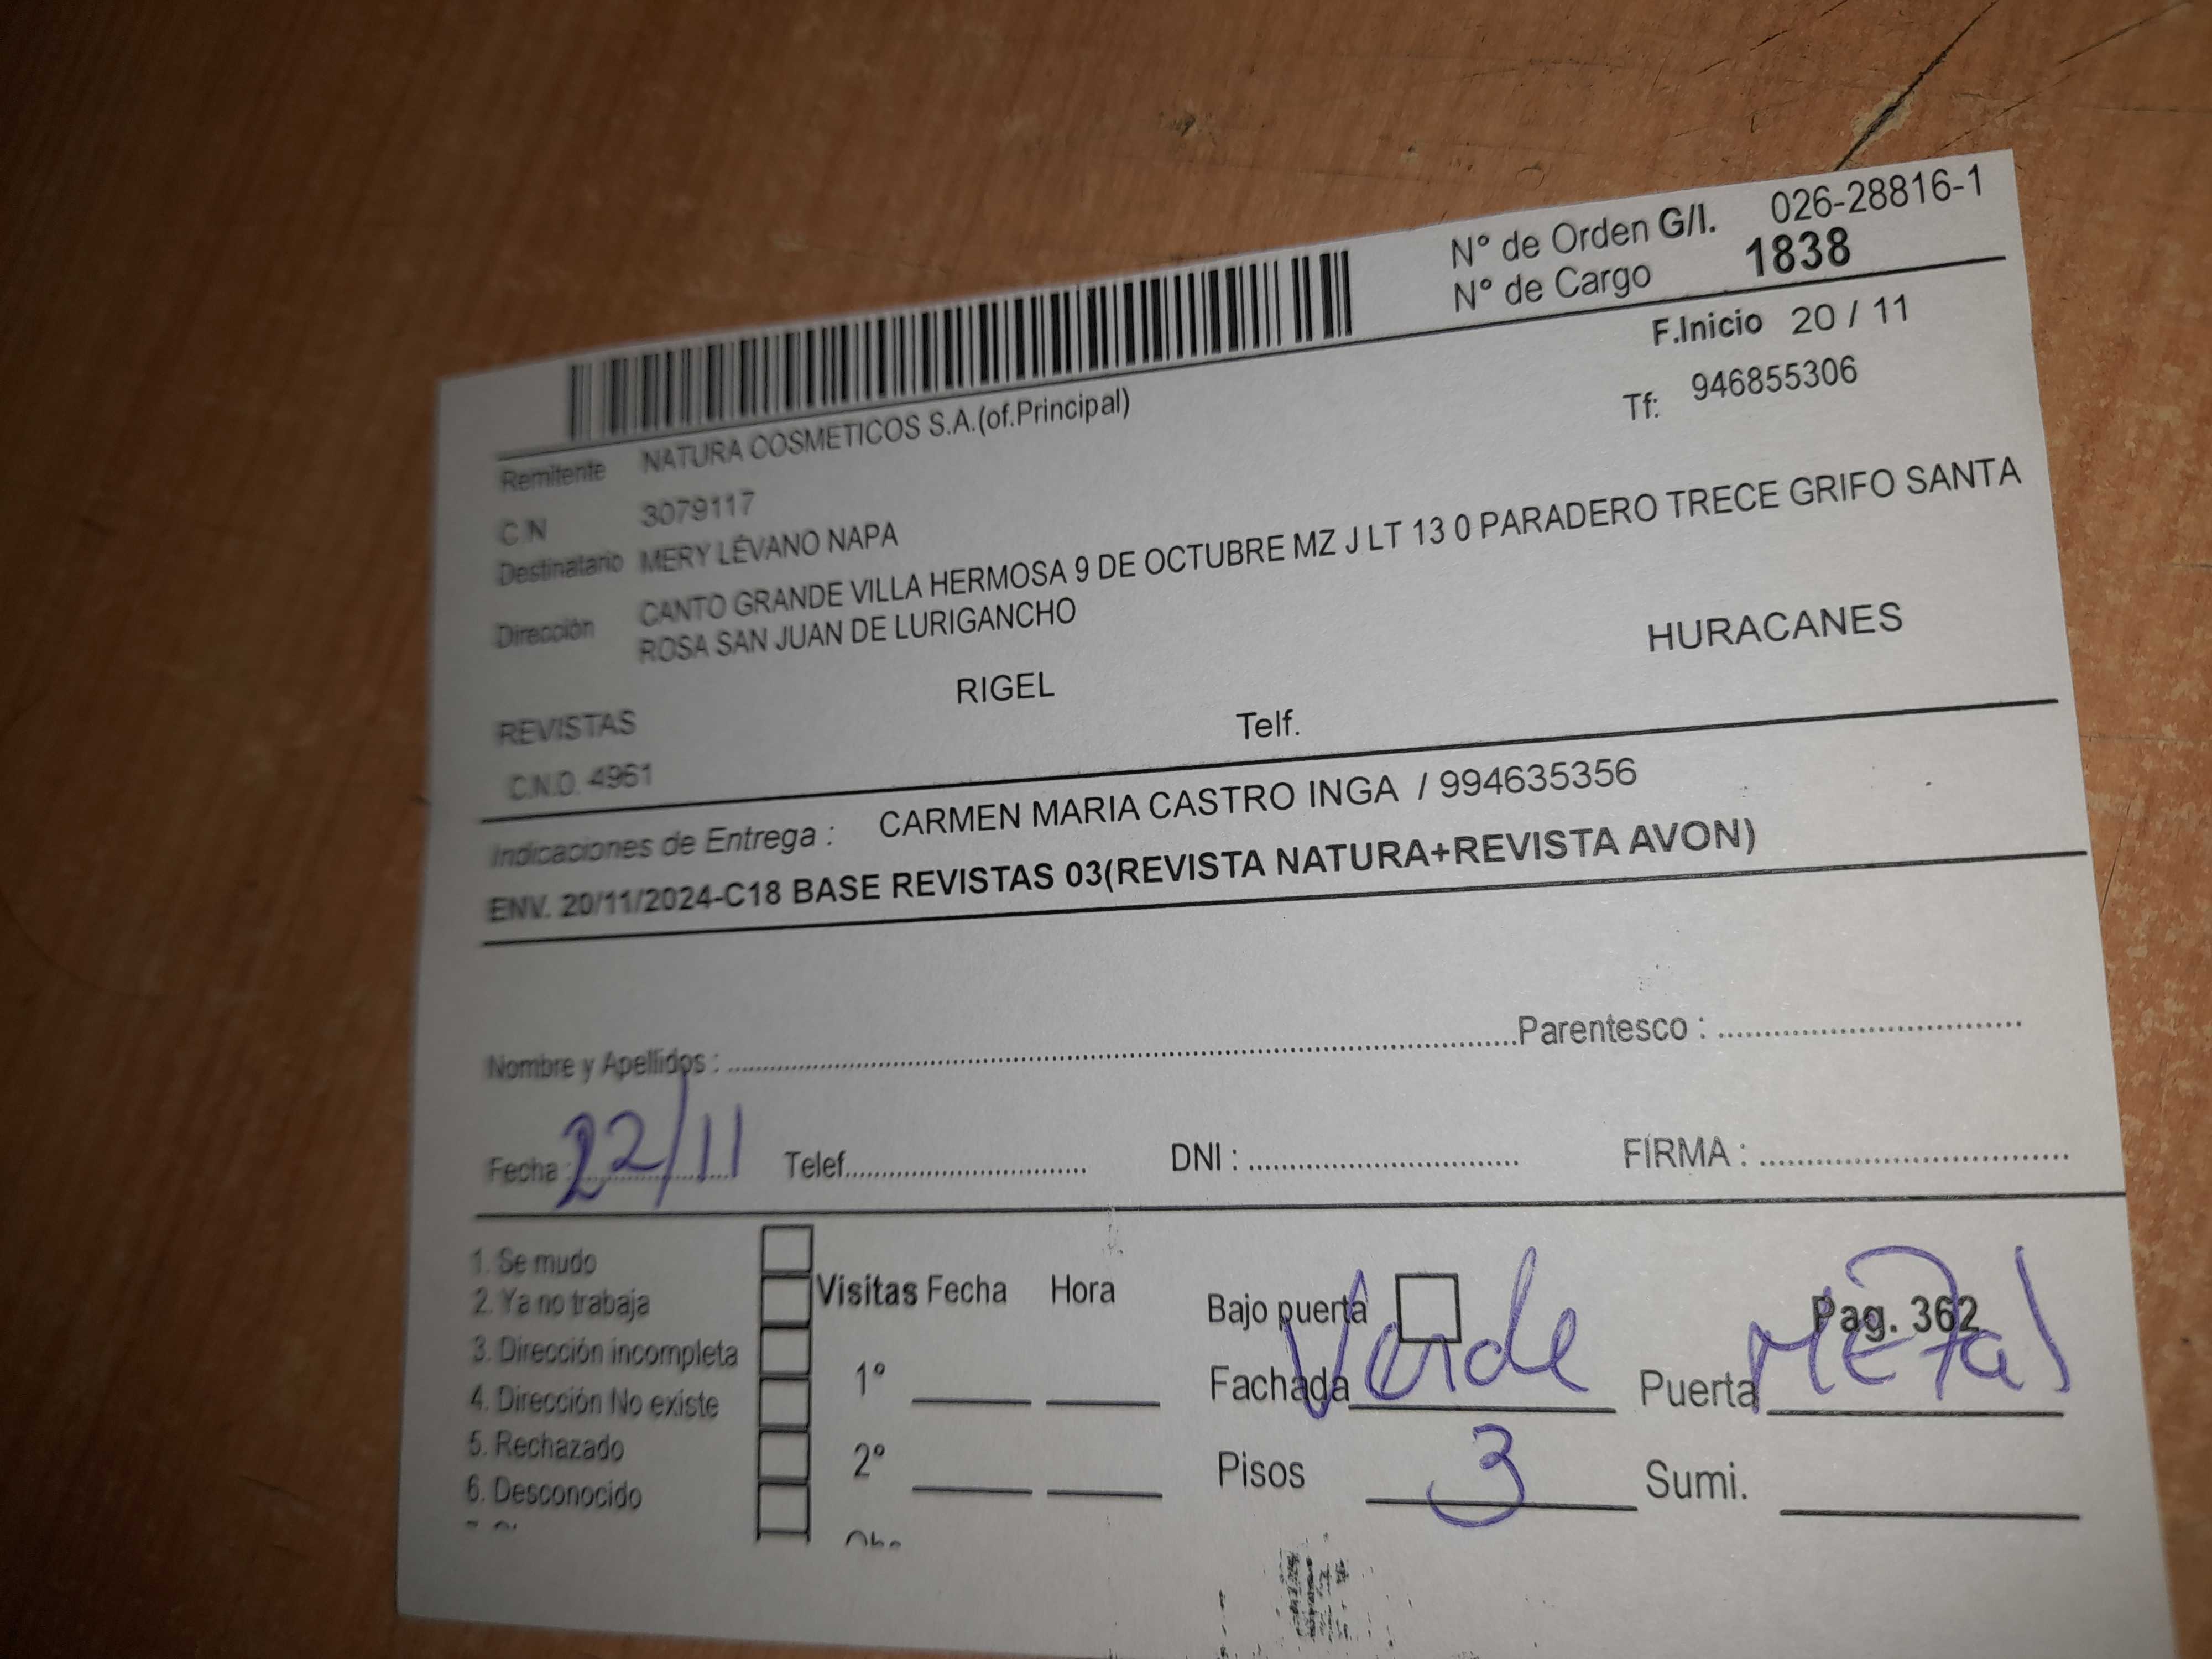 N° de Orden G/I. 026-28816-1
N° de Cargo 1838
F.Inicio 20 / 11
Remitente NATURA COSMETICOS S.A.(of.Principal)
Tf: 946855306
C.N 3079117
Destinatario MERY LÉVANO NAPA
Dirección CANTO GRANDE VILLA HERMOSA 9 DE OCTUBRE MZ J LT 13 0 PARADERO TRECE GRIFO SANTA
ROSA SAN JUAN DE LURIGANCHO
REVISTAS RIGEL HURACANES
C.N.O. 4961 Telf.
Indicaciones de Entrega : CARMEN MARIA CASTRO INGA / 994635356
ENV. 20/11/2024-C18 BASE REVISTAS 03(REVISTA NATURA+REVISTA AVON)
Nombre y Apellidos : Parentesco :
Fecha : 22/11 Telef. DNI : FIRMA :
1. Se mudo
2. Ya no trabaja
3. Dirección incompleta
4. Dirección No existe
5. Rechazado
6. Desconocido
Visitas Fecha Hora
1°
2°
Bajo puerta Pag. 362
Fachada Verde Puerta Metal
Pisos 3 Sumi.